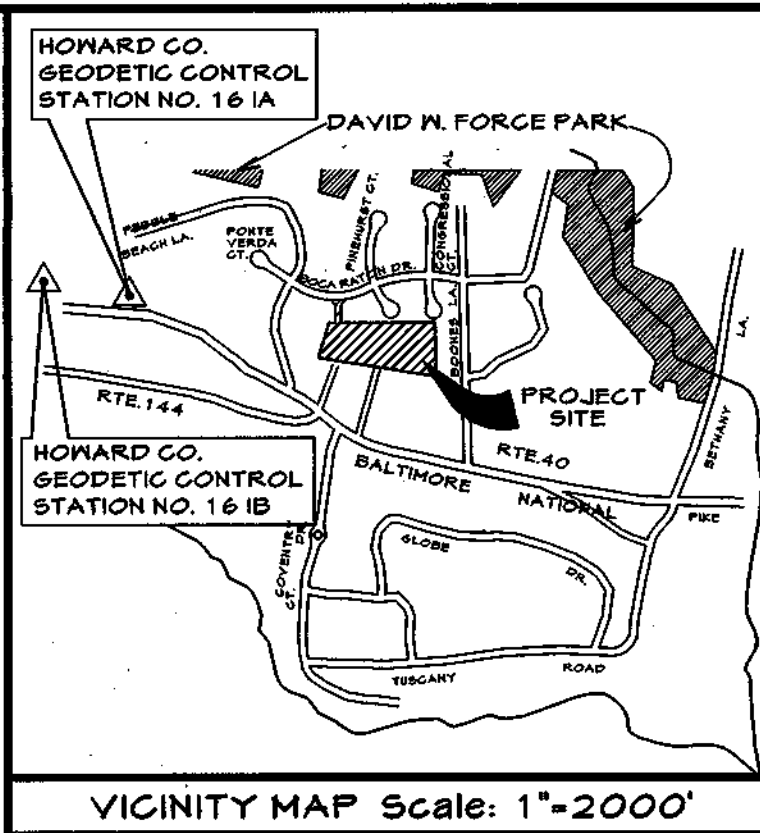 HOWARD CO.
GEODETIC CONTROL
STATION NO. 16 IA
DAVID W. FORCE PARK
PEBBLE
BEACH LA.
PONTE
VERDA
CT.
PINEHURST CT.
CONGRESSIONAL
CT.
BOCA RATON DR.
BOONES LA.
PROJECT
SITE
RTE. 144
RTE. 40
BALTIMORE
NATIONAL
PIKE
BETHANY
LA.
HOWARD CO.
GEODETIC CONTROL
STATION NO. 16 IB
COVENTRY
CT.
DR.
GLOBE
DR.
TUSCANY
ROAD
VICINITY MAP Scale: 1"=2000'